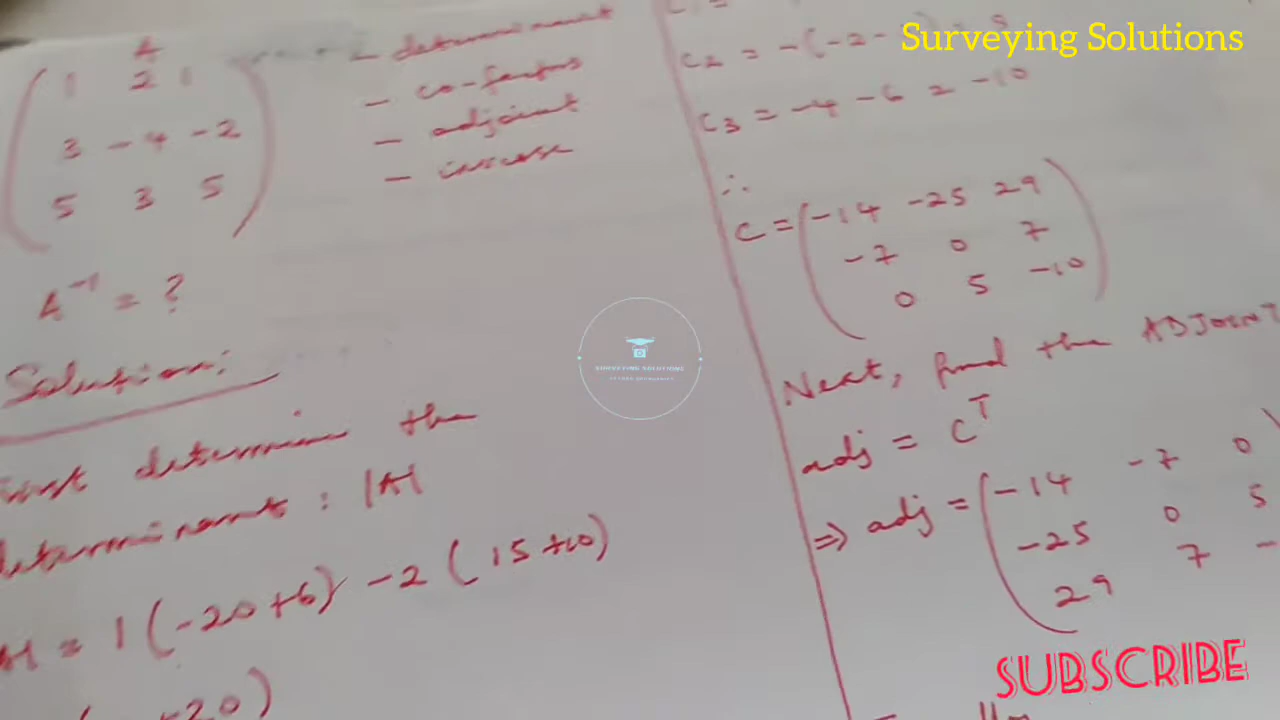 A
1 2 1
3 -4 -2
5 3 5
- determinant
- co-factors
- adjoint
- inverse
A⁻¹ = ?
Solution:
determine the
determinant: |A|
= 1(-20+6) -2(15+10)
+20)
Surveying Solutions
C2 = -(-2-
C3 = -4 -6 = -10
∴
C = (-14 -25 29
-7 0 7
0 5 -10)
Next, find the ADJOINT
adj = Cᵀ
⇒ adj = (-14 -7 0
-25 0 5
29 7 -
SURVEYING SOLUTIONS
SUBSCRIBE